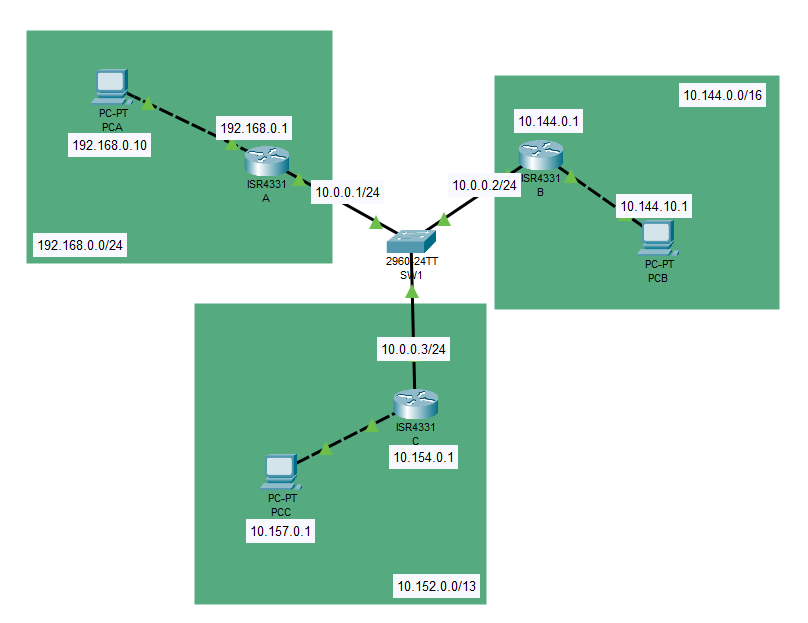 PC-PT
PCA
192.168.0.10
192.168.0.1
ISR4331
A
10.0.0.1/24
192.168.0.0/24
10.144.0.0/16
10.144.0.1
ISR4331
B
10.0.0.2/24
10.144.10.1
PC-PT
PCB
2960-24TT
SW1
10.0.0.3/24
ISR4331
C
10.154.0.1
PC-PT
PCC
10.157.0.1
10.152.0.0/13